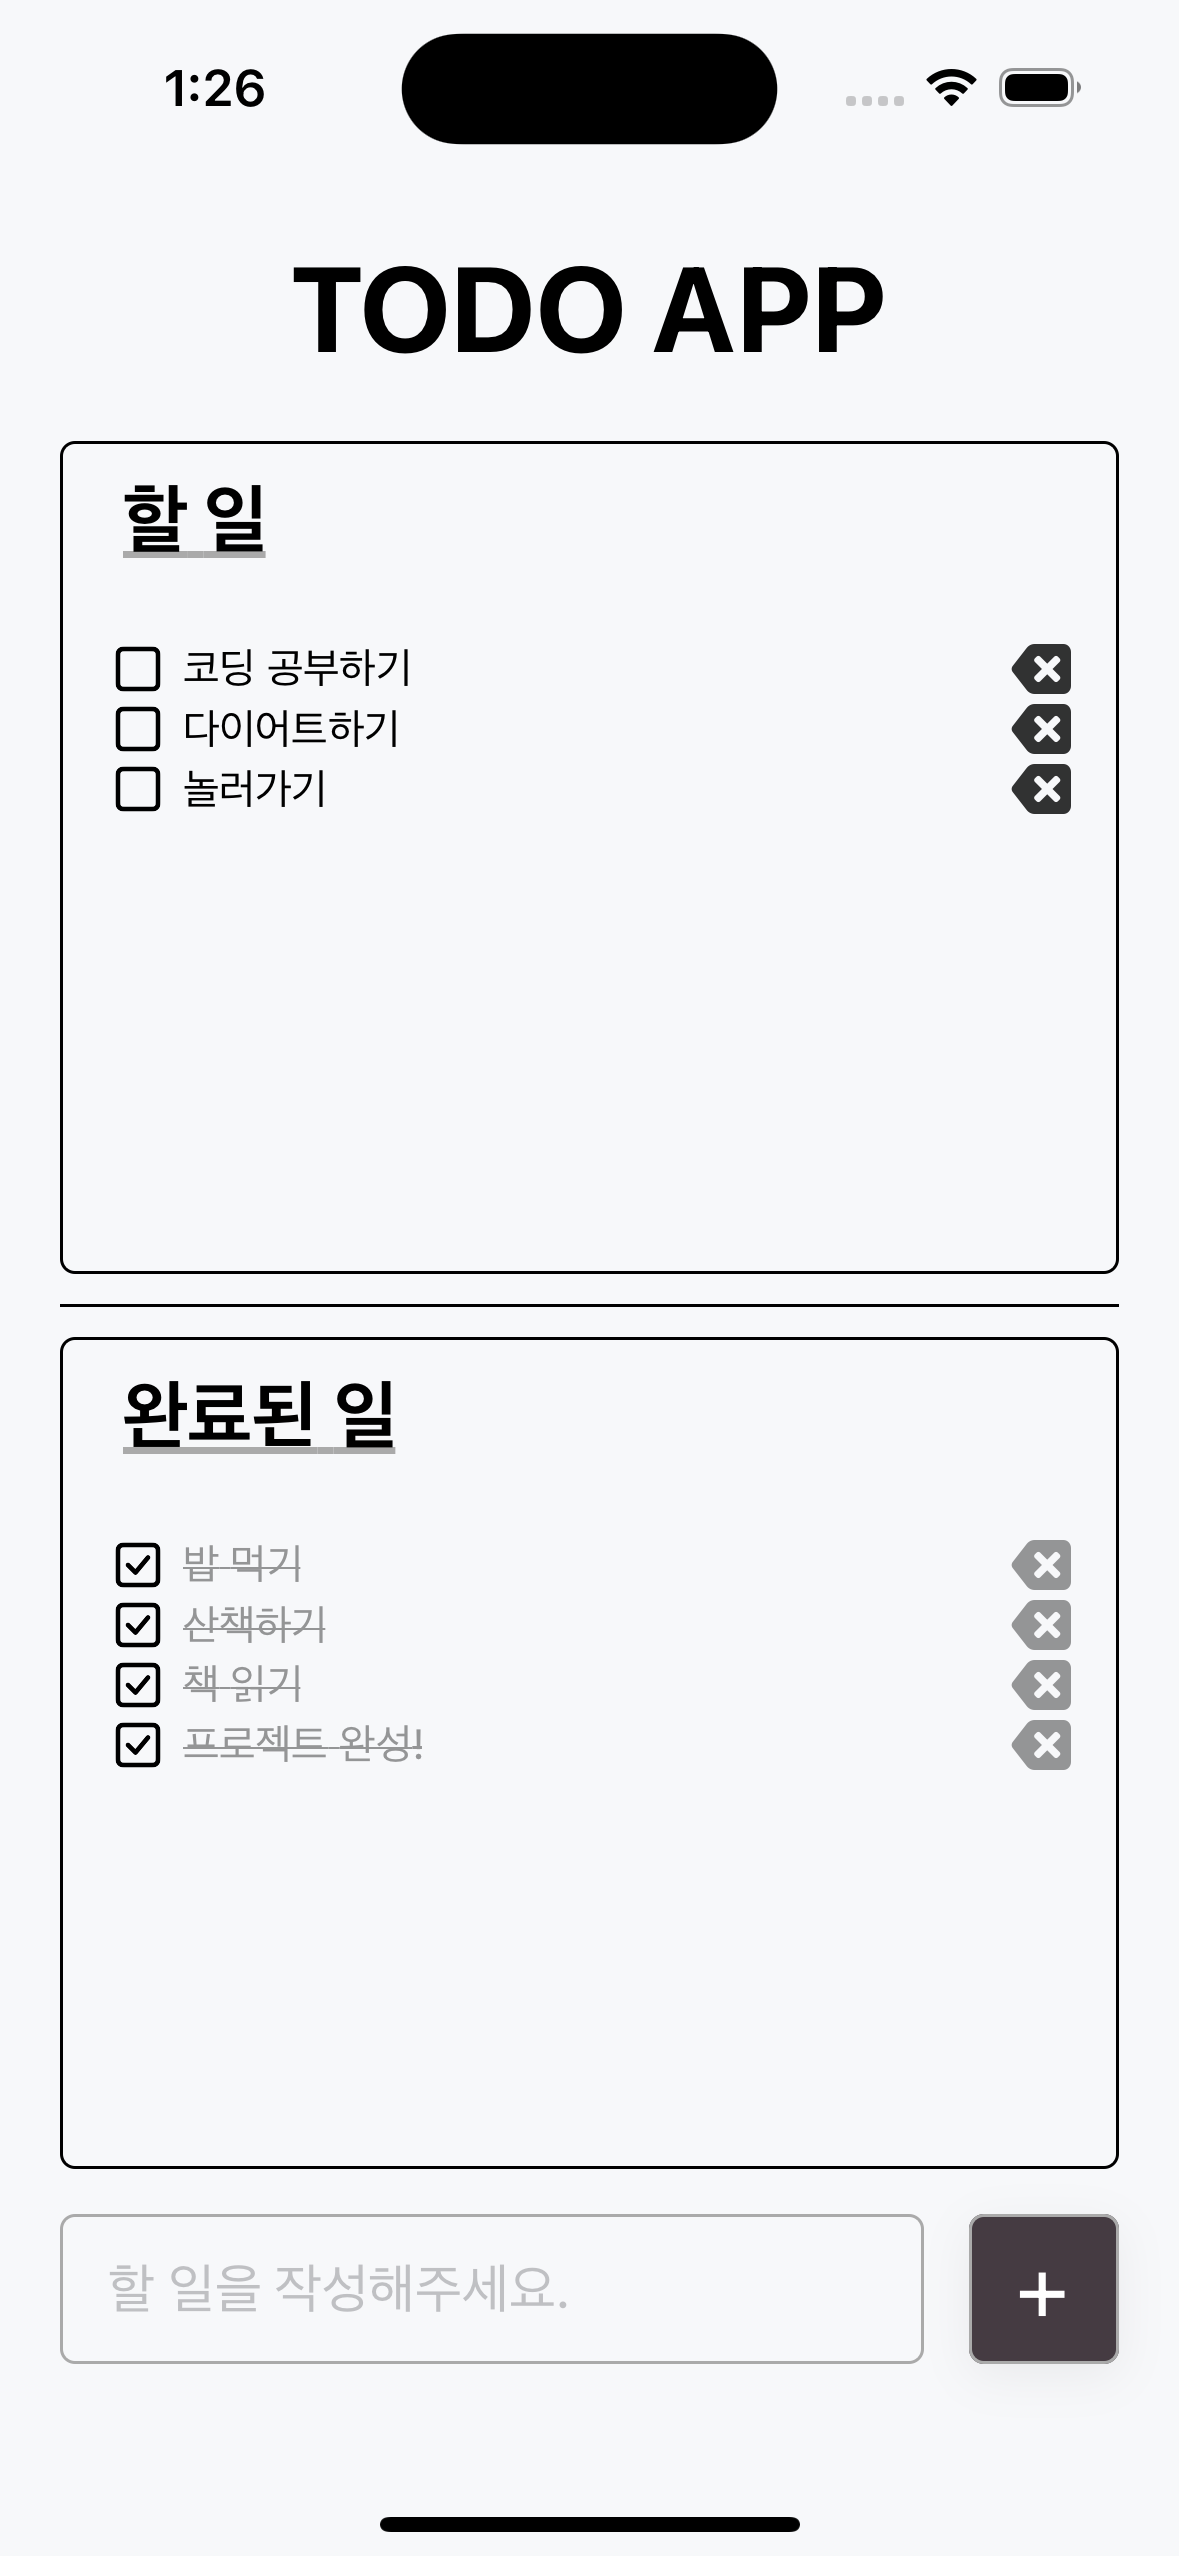 1:26
TODO APP
할 일
코딩 공부하기
다이어트하기
놀러가기
완료된 일
밥 먹기
산책하기
책 읽기
프로젝트 완성!
할 일을 작성해주세요.
+